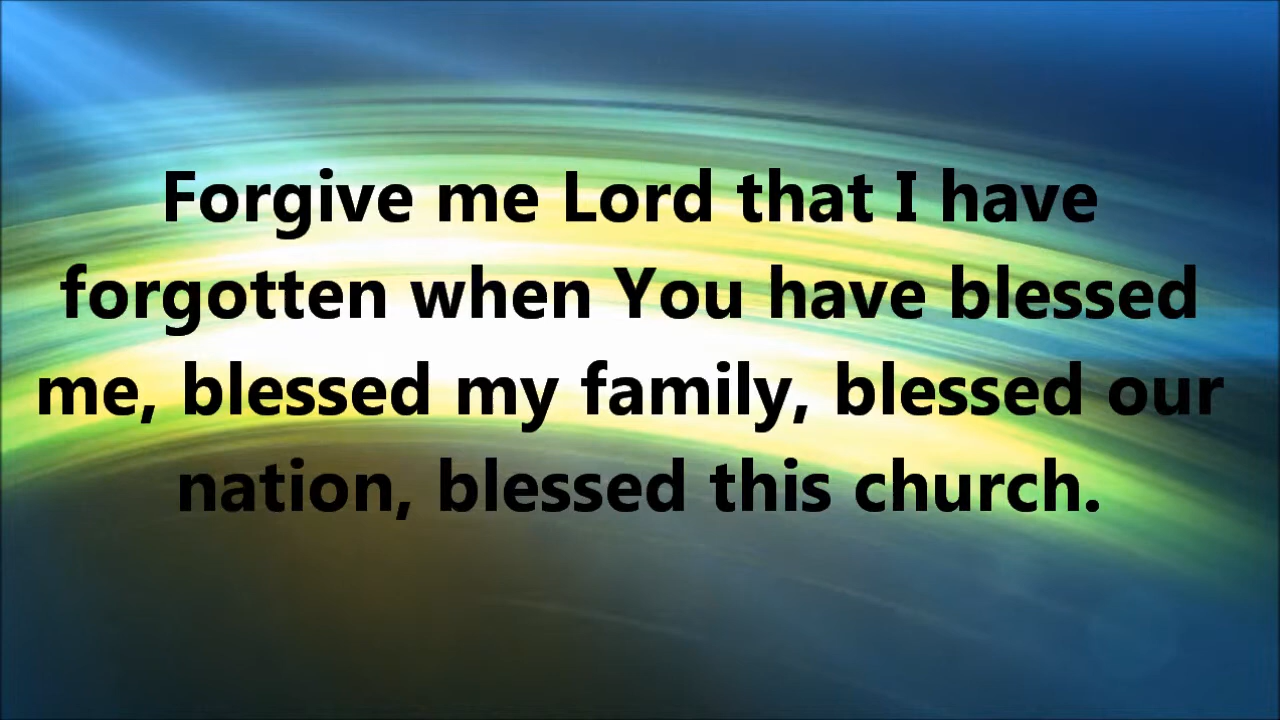 Forgive me Lord that I have
forgotten when You have blessed
me, blessed my family, blessed our
nation, blessed this church.